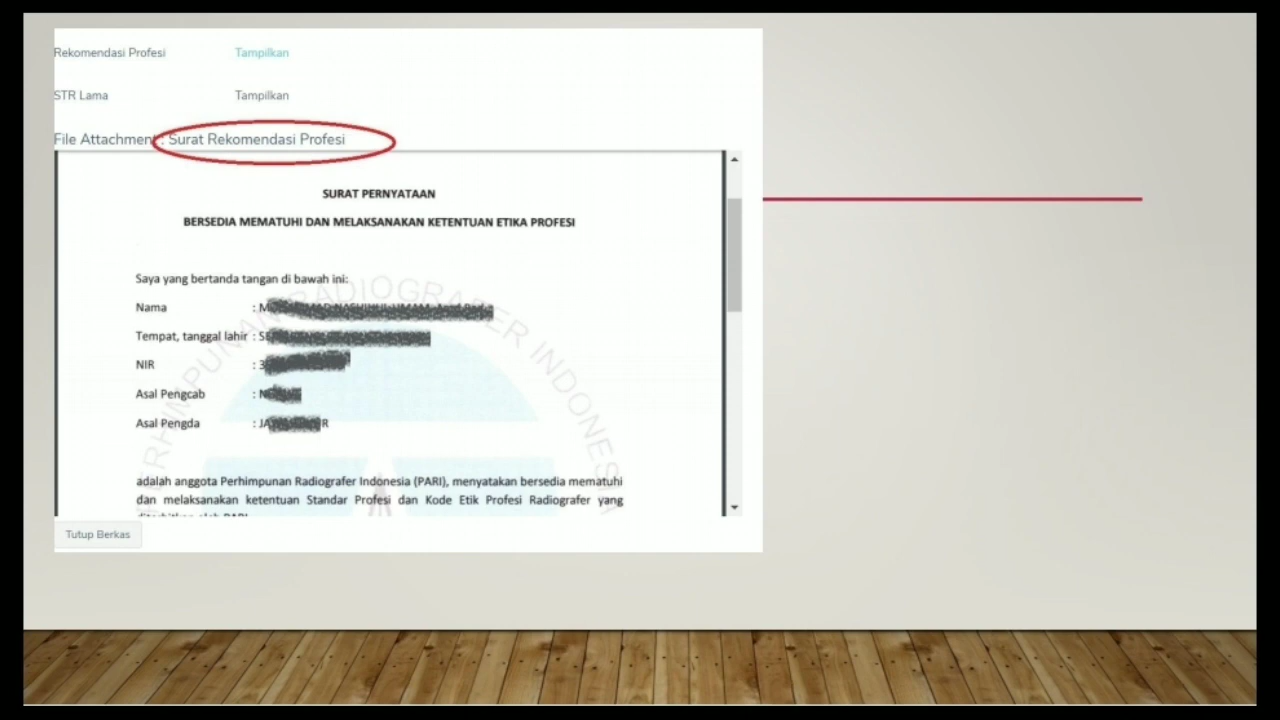 Rekomendasi Profesi Tampilkan
STR Lama Tampilkan
File Attachment : Surat Rekomendasi Profesi
SURAT PERNYATAAN
BERSEDIA MEMATUHI DAN MELAKSANAKAN KETENTUAN ETIKA PROFESI
Saya yang bertanda tangan di bawah ini:
Nama :
Tempat, tanggal lahir :
NIR :
Asal Pengcab :
Asal Pengda :
adalah anggota Perhimpunan Radiografer Indonesia (PARI), menyatakan bersedia mematuhi
dan melaksanakan ketentuan Standar Profesi dan Kode Etik Profesi Radiografer yang
RADIOGRAFER INDONESIA
Tutup Berkas